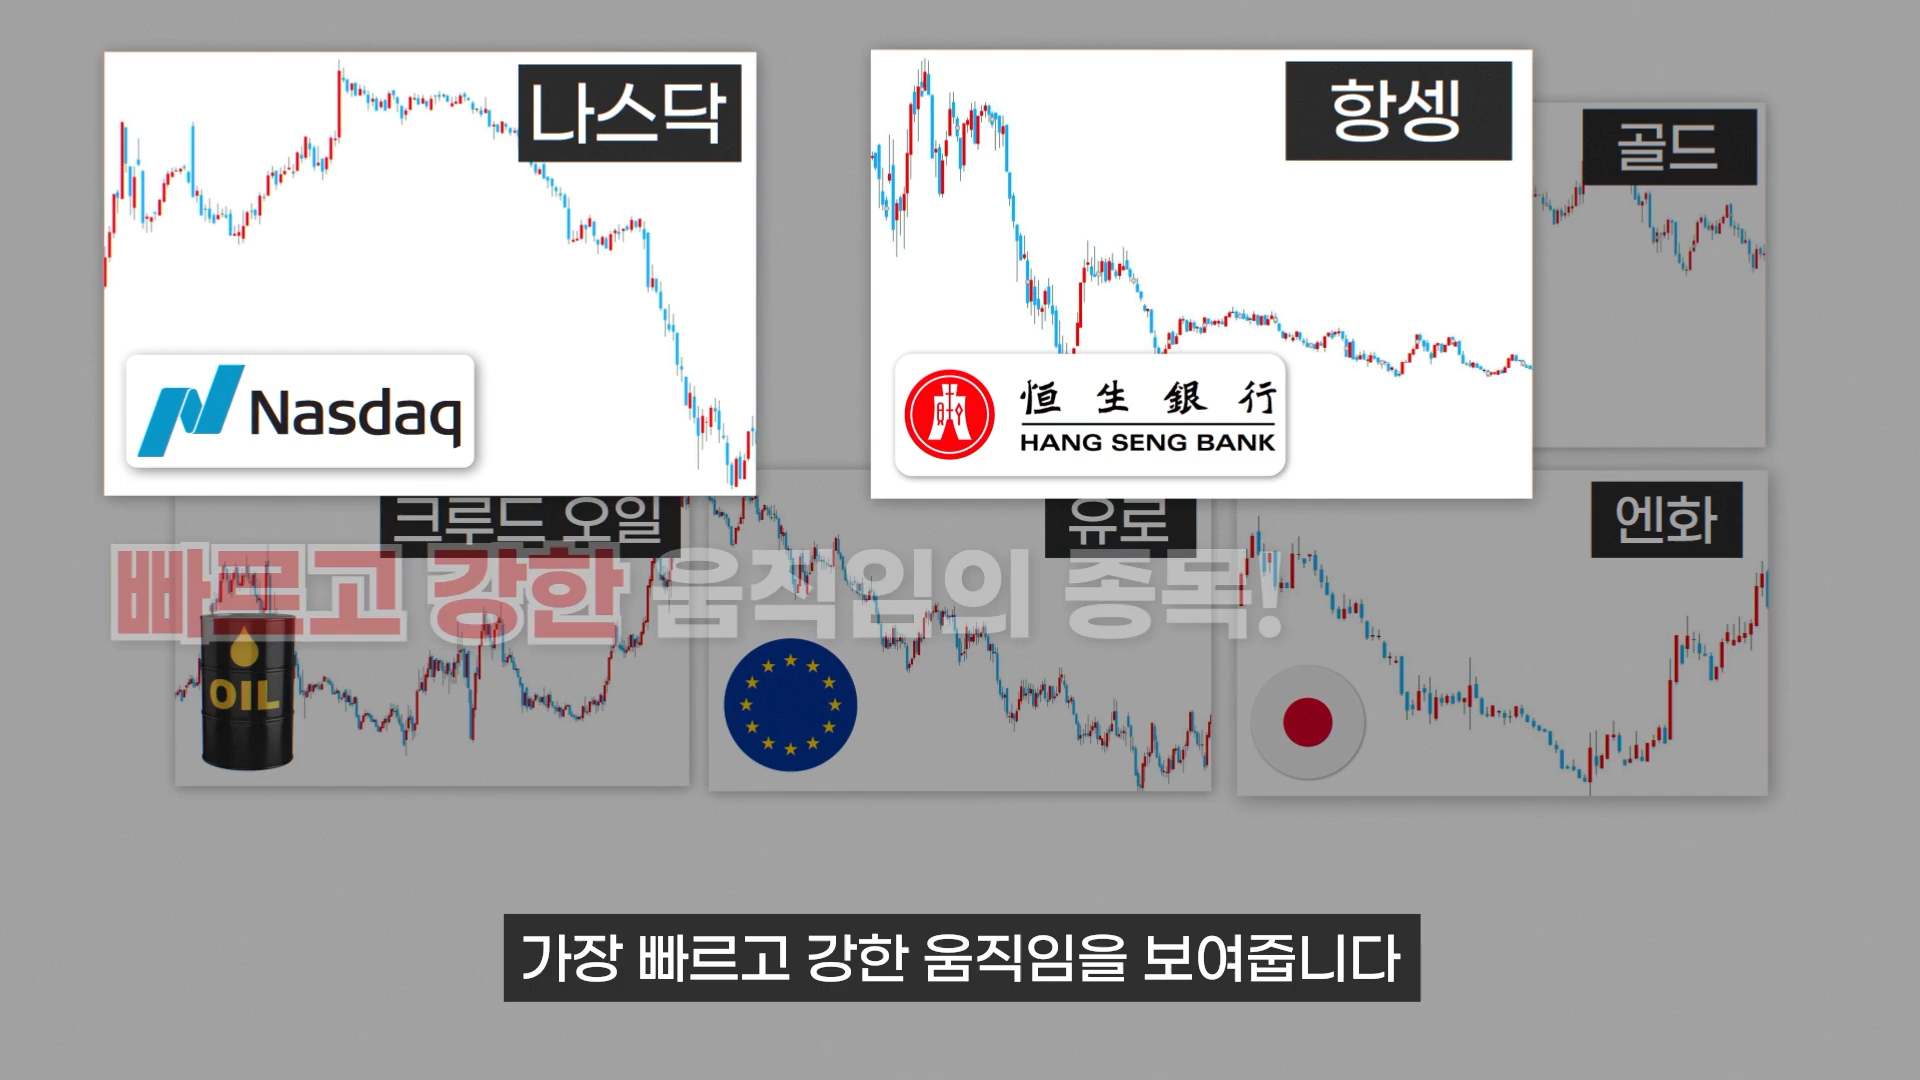 나스닥
항셍
골드
Nasdaq
恒生銀行
HANG SENG BANK
크루드 오일
유로
엔화
빠르고 강한 움직임의 종목!
OIL
가장 빠르고 강한 움직임을 보여줍니다